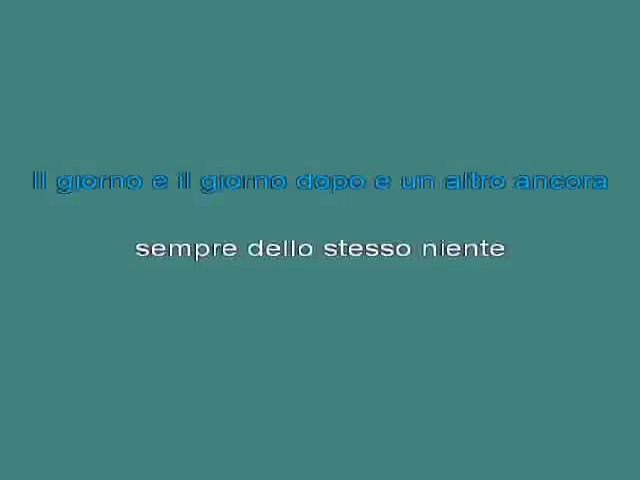 Il giorno e il giorno dopo e un altro ancora
sempre dello stesso niente